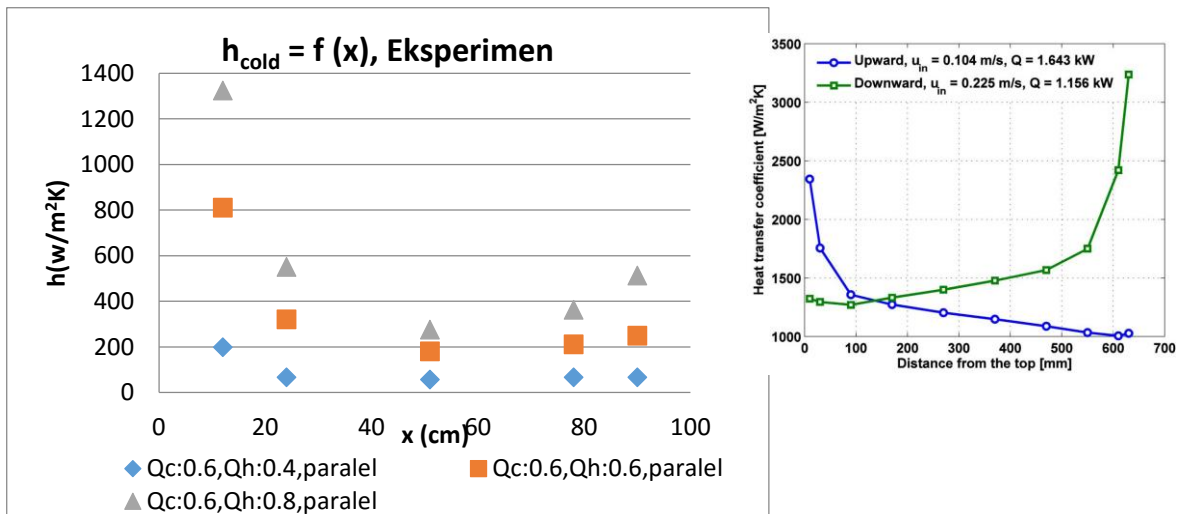 h_cold = f (x), Eksperimen
1400
1200
1000
800
600
400
200
0
h(w/m²K)
0 20 40 60 80 100
x (cm)
Qc:0.6,Qh:0.4,paralel
Qc:0.6,Qh:0.6,paralel
Qc:0.6,Qh:0.8,paralel
3500
3000
2500
2000
1500
1000
Heat transfer coefficient [W/m²K]
Upward, u_in = 0.104 m/s, Q = 1.643 kW
Downward, u_in = 0.225 m/s, Q = 1.156 kW
0 100 200 300 400 500 600 700
Distance from the top [mm]